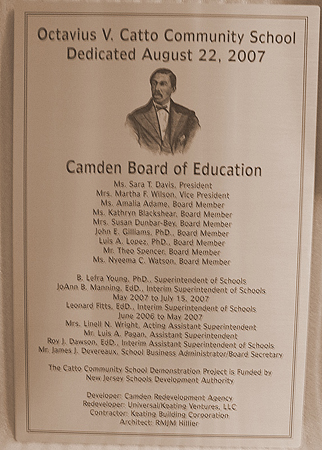 Octavius V. Catto Community School
Dedicated August 22, 2007
Camden Board of Education
Ms. Sara T. Davis, President
Mrs. Martha F. Wilson, Vice President
Ms. Amalia Adame, Board Member
Ms. Kathryn Blackshear, Board Member
Mrs. Susan Dunbar-Bey, Board Member
John E. Gilliams, PhD., Board Member
Luis A. Lopez, PhD., Board Member
Mr. Theo Spencer, Board Member
Ms. Nyeema C. Watson, Board Member
B. Lefra Young, PhD., Superintendent of Schools
JoAnn B. Manning, EdD., Interim Superintendent of Schools
May 2007 to July 15, 2007
Leonard Fitts, EdD., Interim Superintendent of Schools
June 2006 to May 2007
Mrs. Linell N. Wright, Acting Assistant Superintendent
Mr. Luis A. Pagan, Assistant Superintendent
Roy J. Dawson, EdD., Interim Assistant Superintendent of Schools
Mr. James J. Devereaux, School Business Administrator/Board Secretary
The Catto Community School Demonstration Project is Funded by
New Jersey Schools Development Authority
Developer: Camden Redevelopment Agency
Redeveloper: Universal/Keating Ventures, LLC
Contractor: Keating Building Corporation
Architect: RMJM Hillier